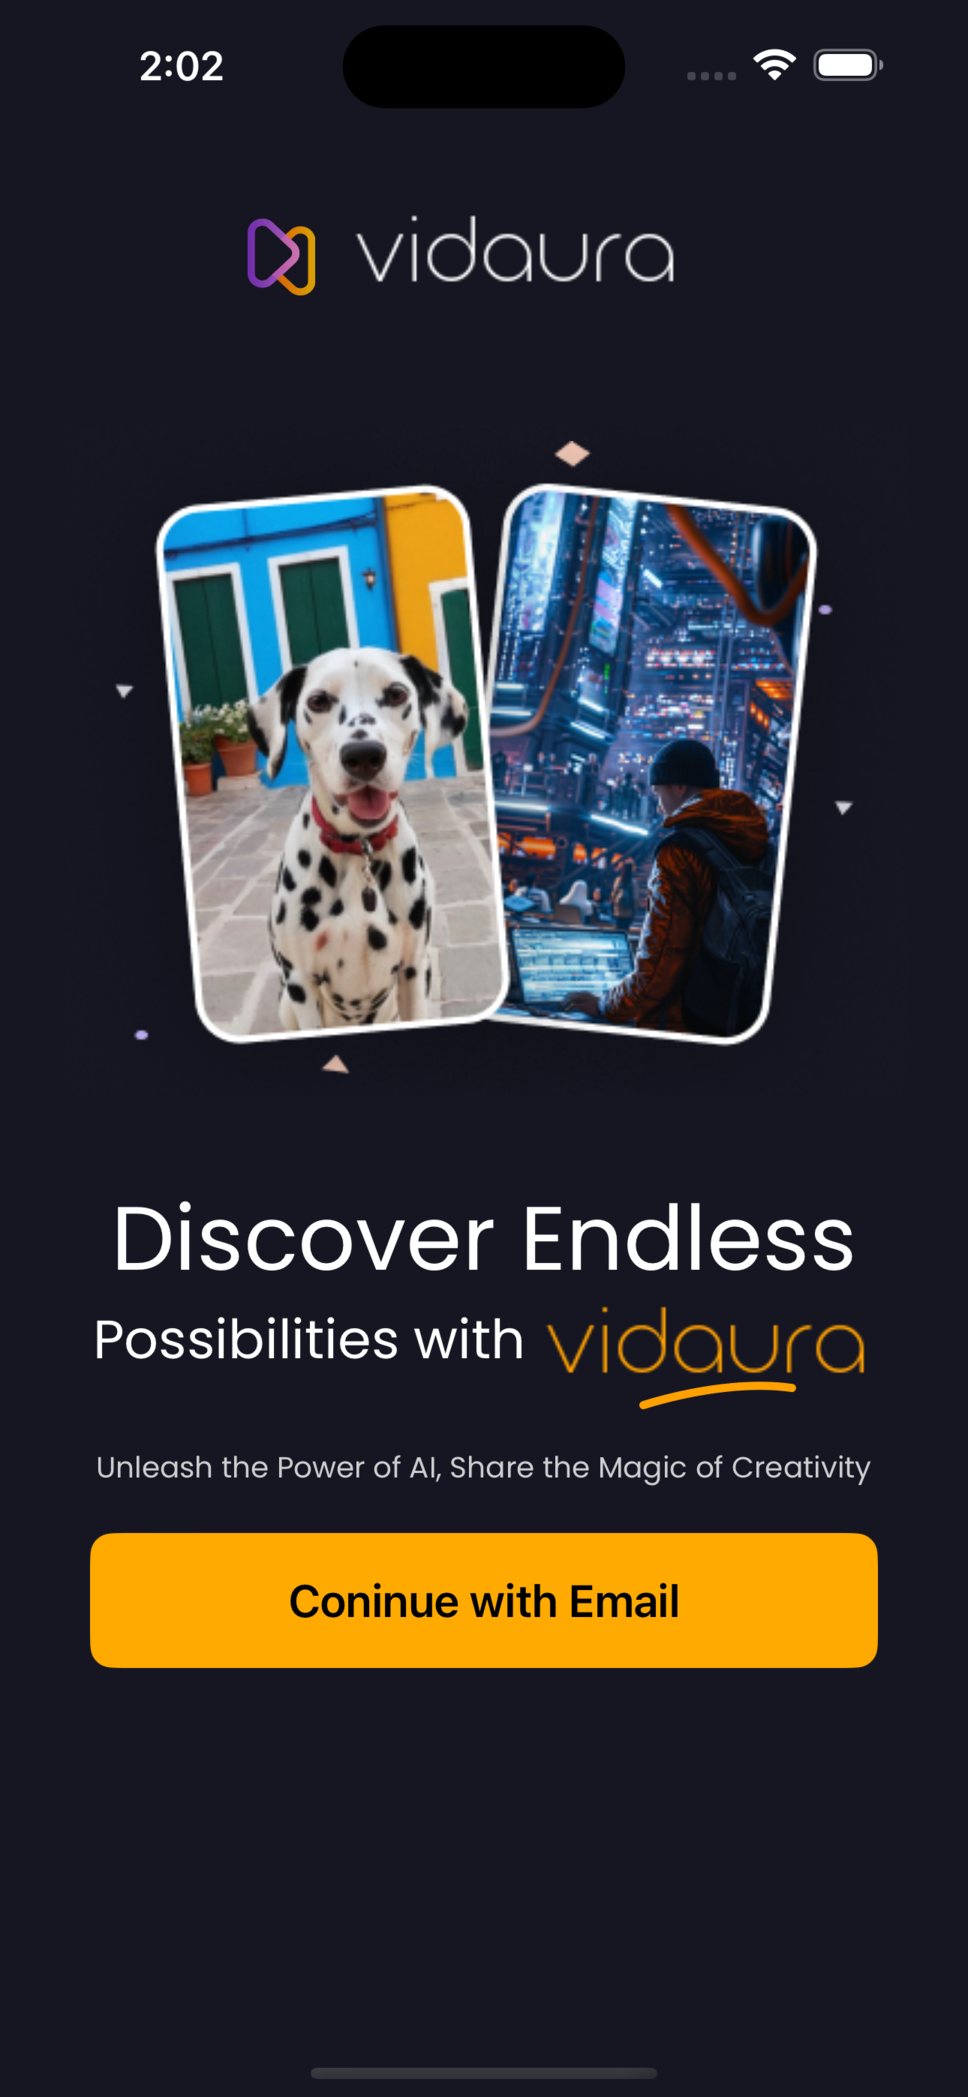 2:02
vidaura
Discover Endless
Possibilities with vidaura
Unleash the Power of AI, Share the Magic of Creativity
Coninue with Email